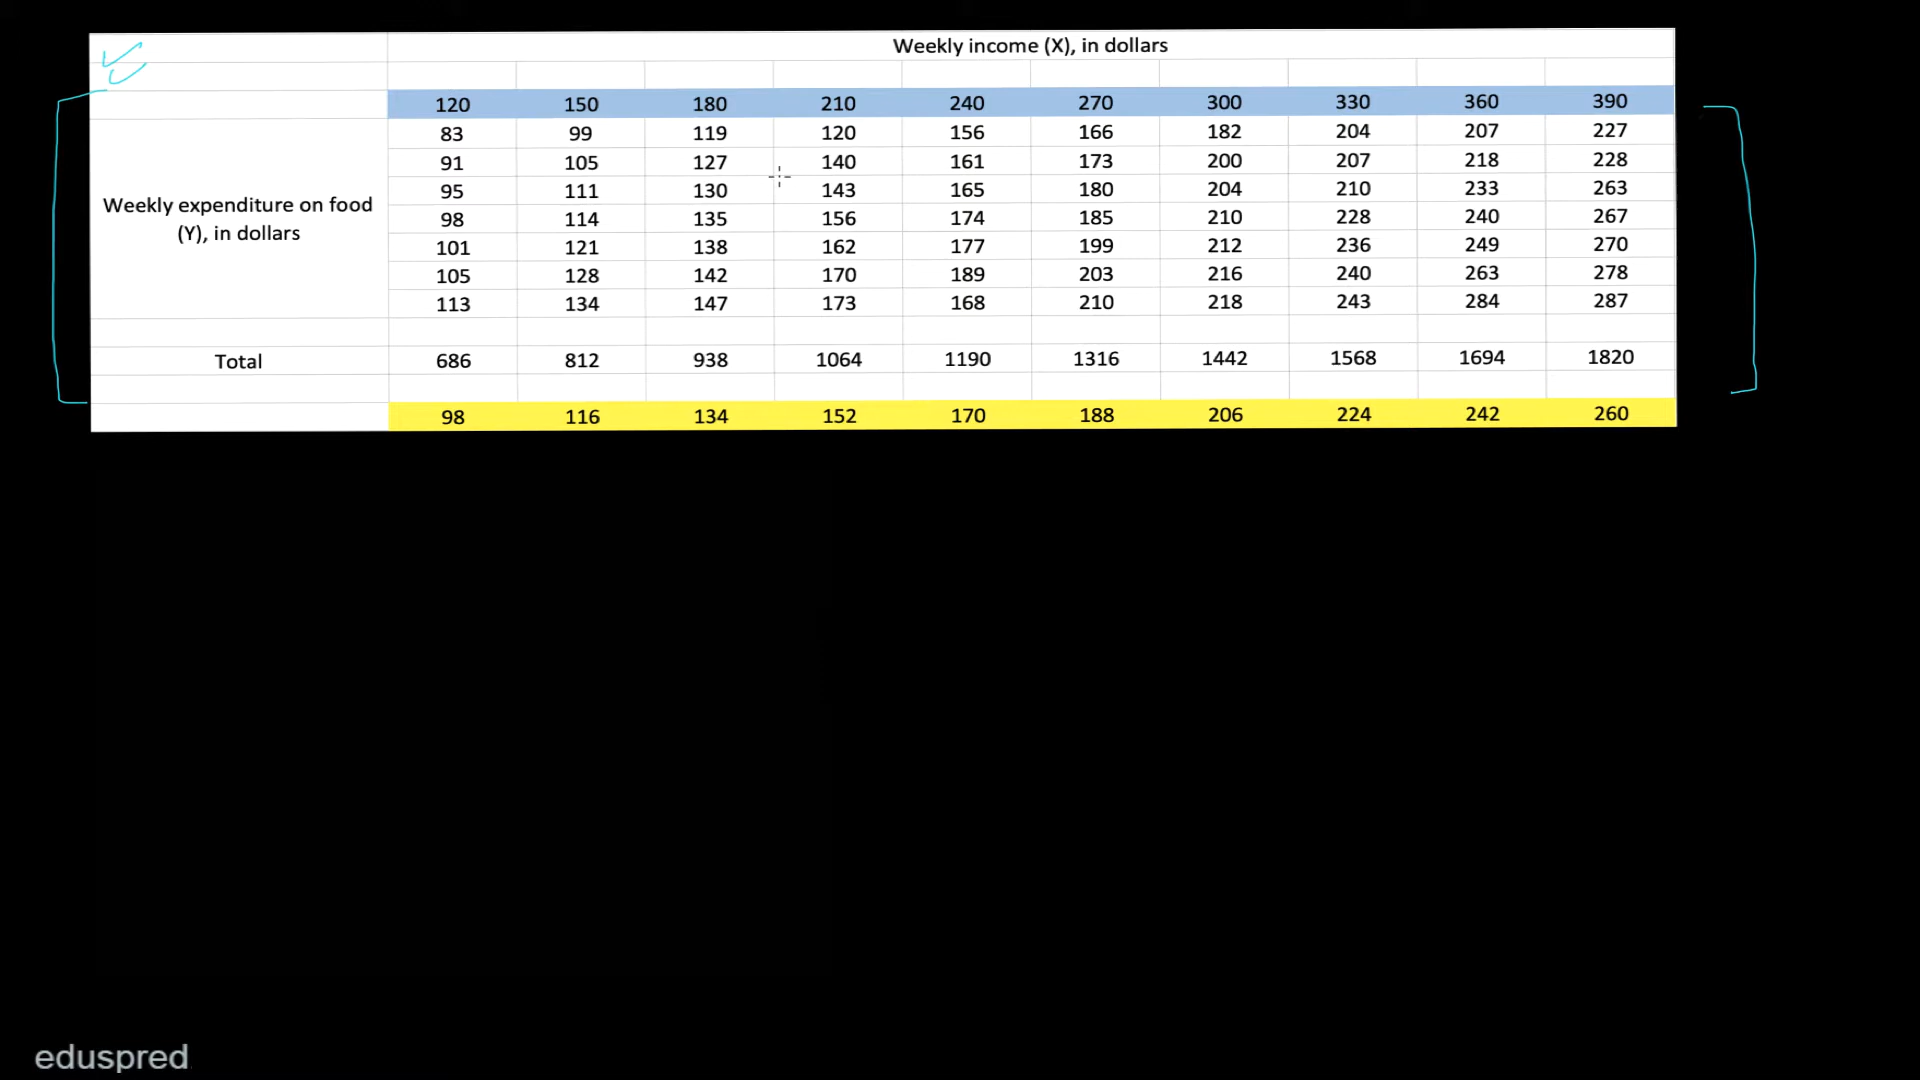 Weekly income (X), in dollars
120 150 180 210 240 270 300 330 360 390
83 99 119 120 156 166 182 204 207 227
91 105 127 140 161 173 200 207 218 228
95 111 130 143 165 180 204 210 233 263
Weekly expenditure on food
(Y), in dollars
98 114 135 156 174 185 210 228 240 267
101 121 138 162 177 199 212 236 249 270
105 128 142 170 189 203 216 240 263 278
113 134 147 173 168 210 218 243 284 287
Total 686 812 938 1064 1190 1316 1442 1568 1694 1820
98 116 134 152 170 188 206 224 242 260
eduspred